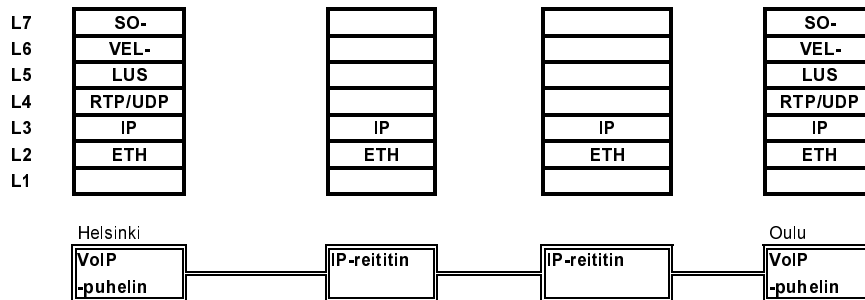 L7 SO- SO-
L6 VEL- VEL-
L5 LUS LUS
L4 RTP/UDP RTP/UDP
L3 IP IP IP IP
L2 ETH ETH ETH ETH
L1
Helsinki Oulu
VoIP IP-reititin IP-reititin VoIP
-puhelin -puhelin